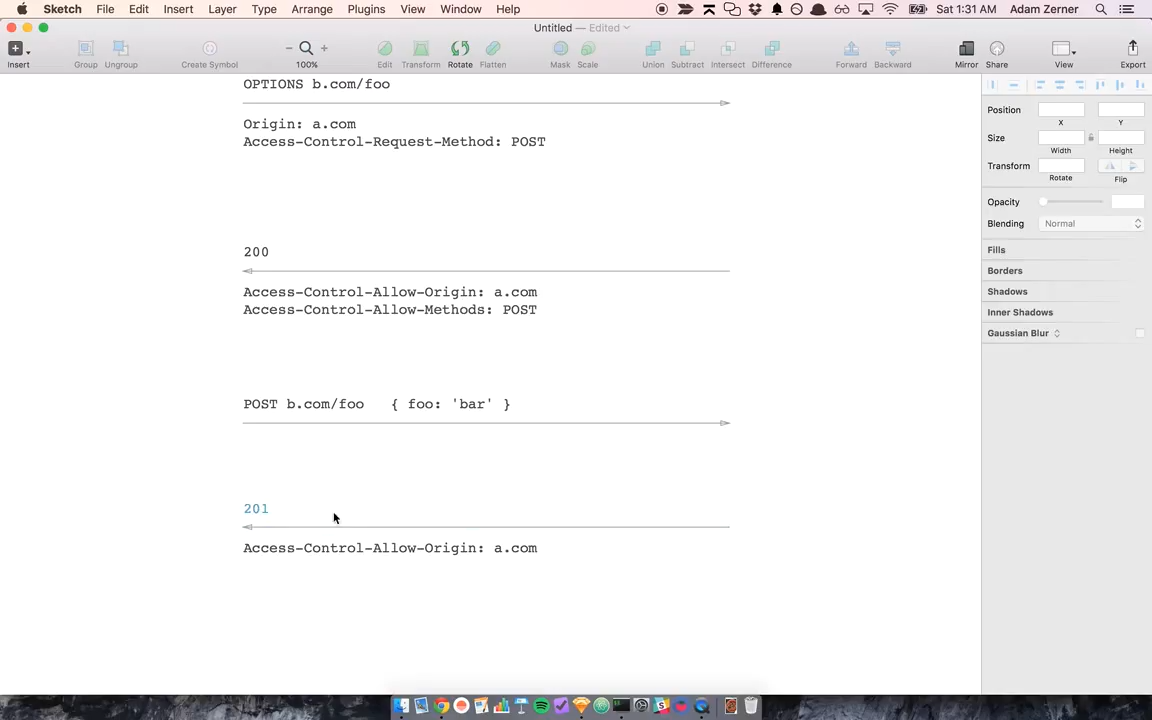 Sketch File Edit Insert Layer Type Arrange Plugins View Window Help Sat 1:31 AM Adam Zerner
Untitled — Edited
Insert Group Ungroup Create Symbol 100% Edit Transform Rotate Flatten Mask Scale Union Subtract Intersect Difference Forward Backward Mirror Share View Export
OPTIONS b.com/foo
Origin: a.com
Access-Control-Request-Method: POST
200
Access-Control-Allow-Origin: a.com
Access-Control-Allow-Methods: POST
POST b.com/foo { foo: 'bar' }
201
Access-Control-Allow-Origin: a.com
Position
X Y
Size
Width Height
Transform
Rotate Flip
Opacity
Blending Normal
Fills
Borders
Shadows
Inner Shadows
Gaussian Blur